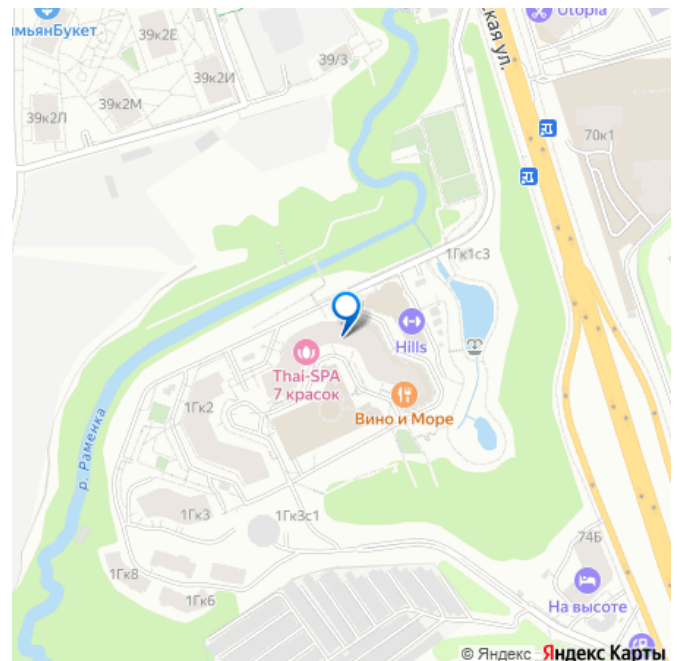 имьянБукет
39к2Е
39к2И
39к2М
39к2Л
39/3
ская ул.
Utopia
70к1
1Гк1с3
Hills
Thai-SPA
7 красок
Вино и Море
1Гк2
р. Раменка
1Гк3
1Гк3с1
1Гк8
1Гк6
74Б
На высоте
© Яндекс Яндекс Карты